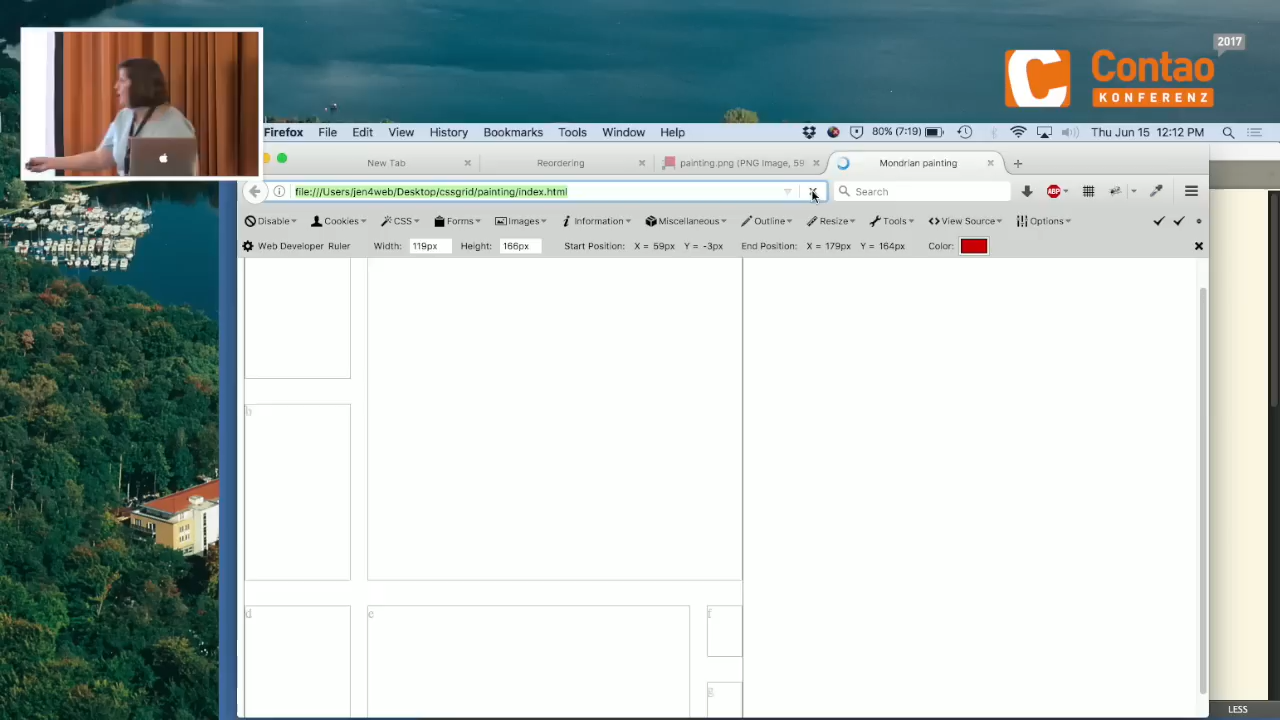 2017
Contao
KONFERENZ
Firefox File Edit View History Bookmarks Tools Window Help 80% (7:19) Thu Jun 15 12:12 PM
New Tab Reordering painting.png (PNG Image, 59 Mondrian painting
file:///Users/jen4web/Desktop/cssgrid/painting/index.html Search ABP
Disable Cookies CSS Forms Images Information Miscellaneous Outline Resize Tools View Source Options
Web Developer Ruler Width: 119px Height: 166px Start Position: X = 59px Y = -3px End Position: X = 179px Y = 164px Color:
b
d e f
g
LESS